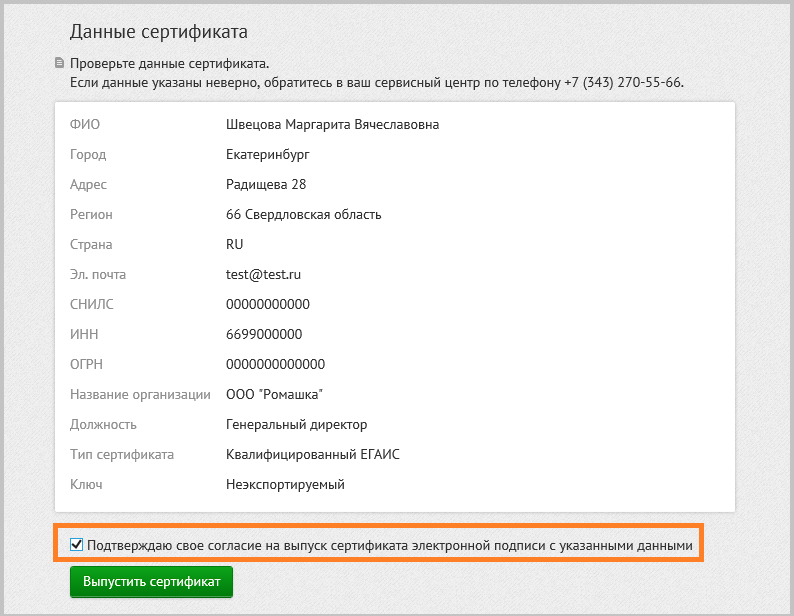 Данные сертификата
Проверьте данные сертификата.
Если данные указаны неверно, обратитесь в ваш сервисный центр по телефону +7 (343) 270-55-66.
ФИО Швецова Маргарита Вячеславовна
Город Екатеринбург
Адрес Радищева 28
Регион 66 Свердловская область
Страна RU
Эл. почта test@test.ru
СНИЛС 00000000000
ИНН 6699000000
ОГРН 0000000000000
Название организации ООО "Ромашка"
Должность Генеральный директор
Тип сертификата Квалифицированный ЕГАИС
Ключ Неэкспортируемый
Подтверждаю свое согласие на выпуск сертификата электронной подписи с указанными данными
Выпустить сертификат